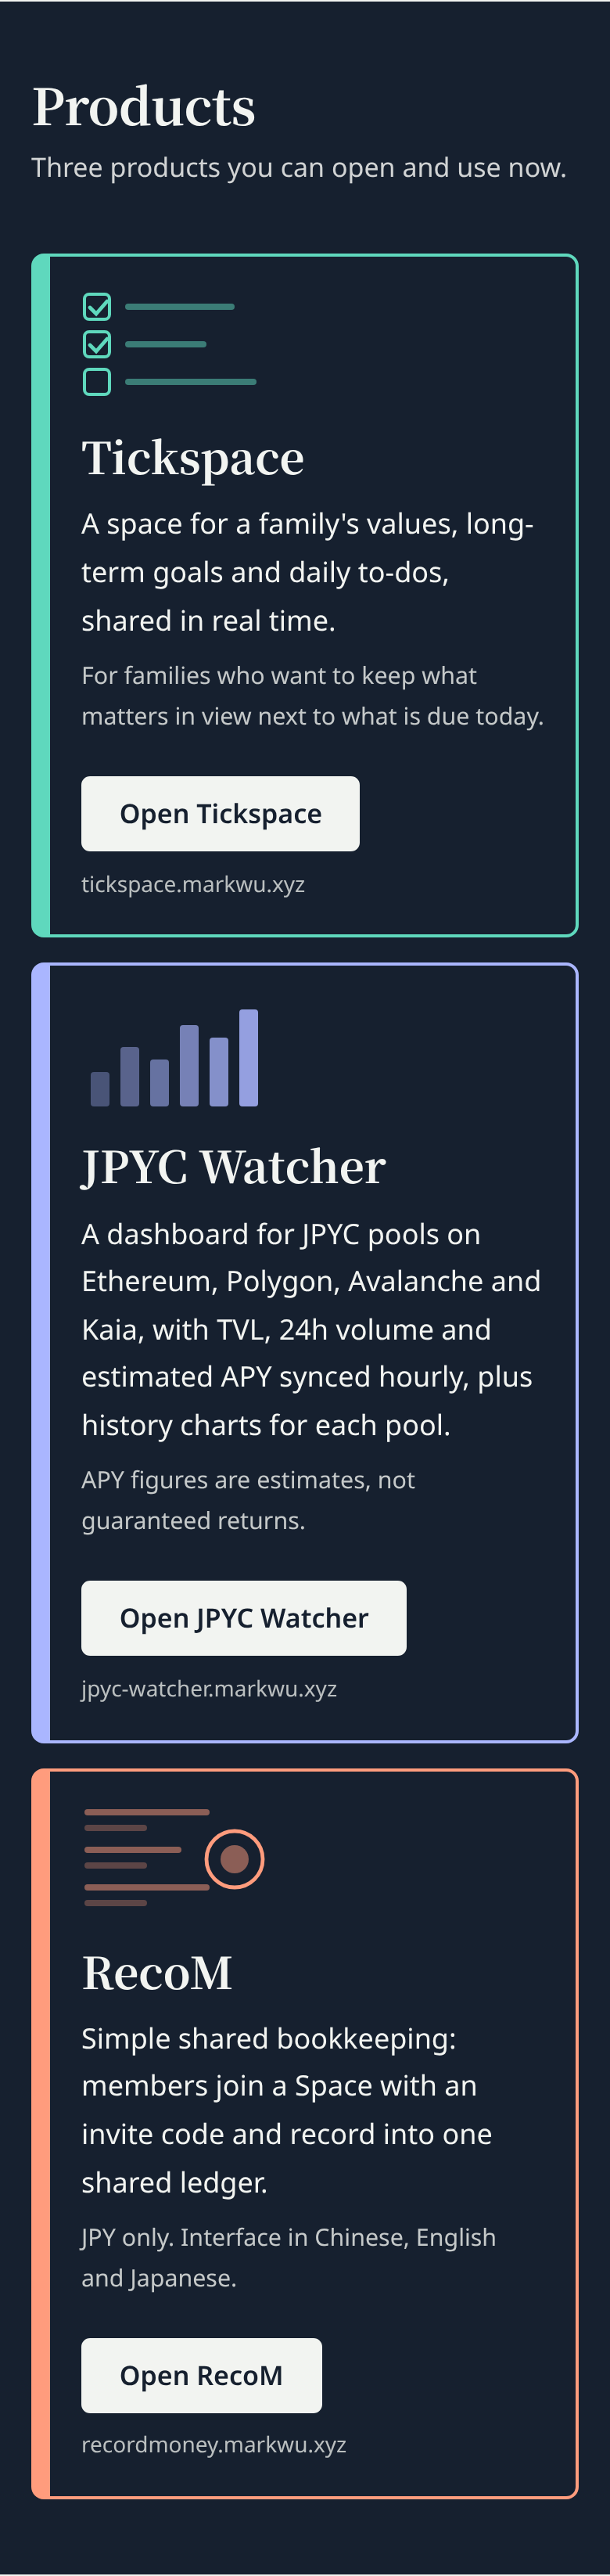 Products
Three products you can open and use now.
Tickspace
A space for a family's values, long-
term goals and daily to-dos,
shared in real time.
For families who want to keep what
matters in view next to what is due today.
Open Tickspace
tickspace.markwu.xyz
JPYC Watcher
A dashboard for JPYC pools on
Ethereum, Polygon, Avalanche and
Kaia, with TVL, 24h volume and
estimated APY synced hourly, plus
history charts for each pool.
APY figures are estimates, not
guaranteed returns.
Open JPYC Watcher
jpyc-watcher.markwu.xyz
RecoM
Simple shared bookkeeping:
members join a Space with an
invite code and record into one
shared ledger.
JPY only. Interface in Chinese, English
and Japanese.
Open RecoM
recordmoney.markwu.xyz